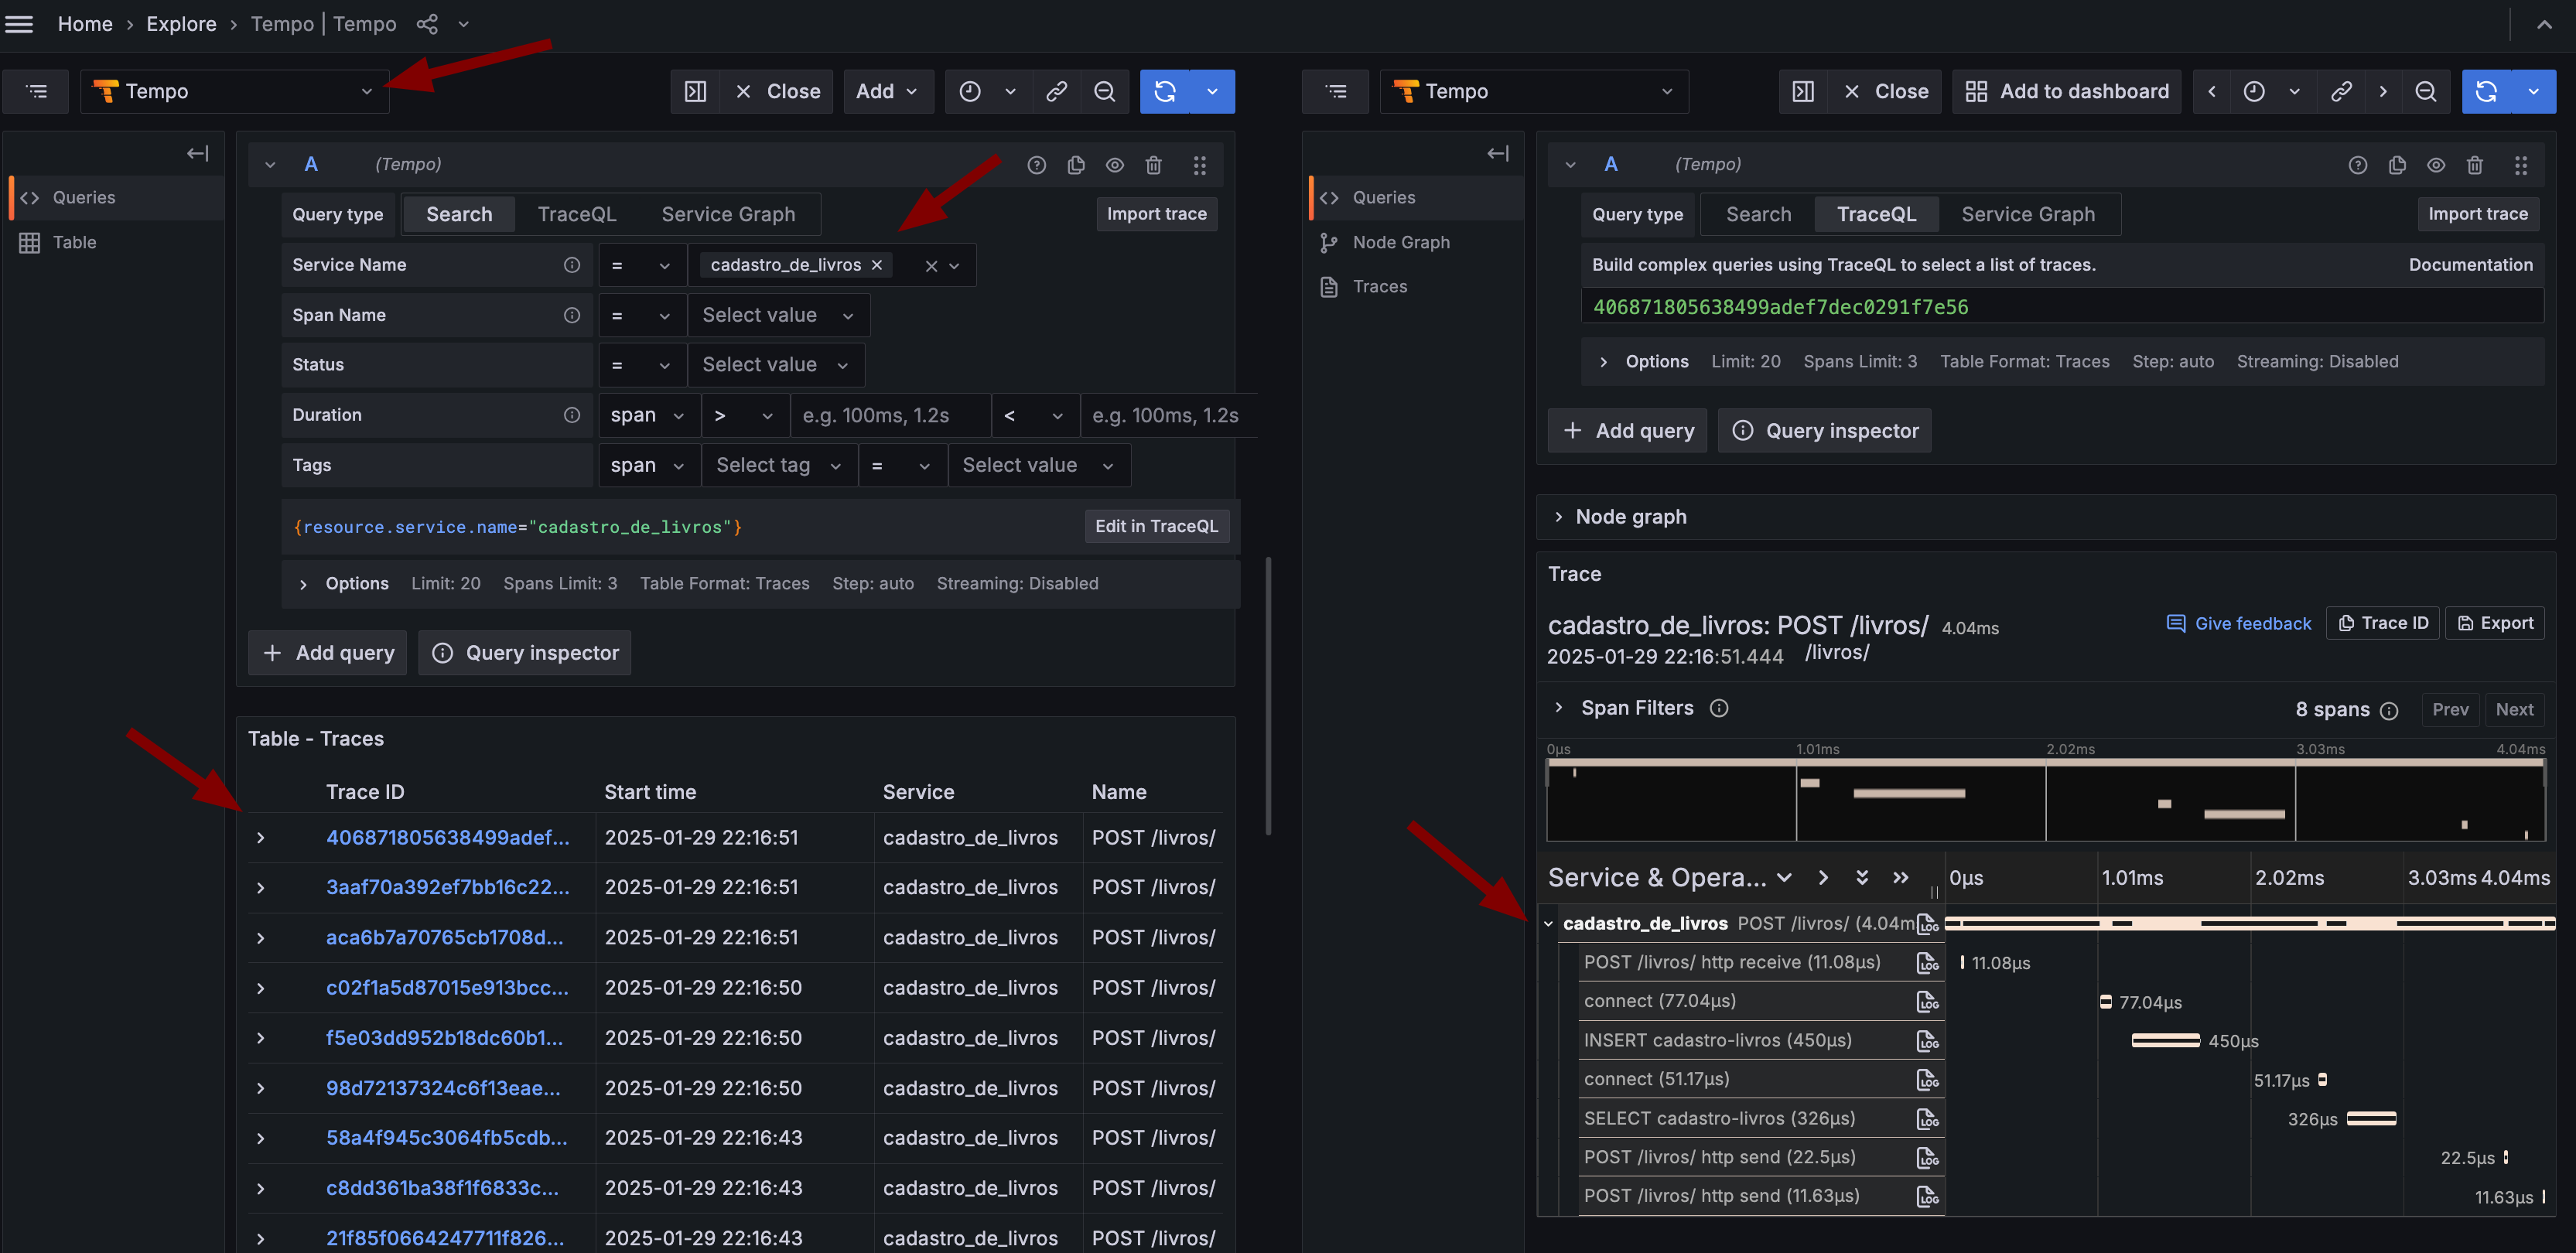 Home › Explore › Tempo | Tempo
Tempo
Close
Add
Queries
Table
A (Tempo)
Query type Search TraceQL Service Graph Import trace
Service Name = cadastro_de_livros
Span Name = Select value
Status = Select value
Duration span > e.g. 100ms, 1.2s < e.g. 100ms, 1.2s
Tags span Select tag = Select value
{resource.service.name="cadastro_de_livros"} Edit in TraceQL
Options Limit: 20 Spans Limit: 3 Table Format: Traces Step: auto Streaming: Disabled
+ Add query Query inspector
Table - Traces
Trace ID Start time Service Name
406871805638499adef... 2025-01-29 22:16:51 cadastro_de_livros POST /livros/
3aaf70a392ef7bb16c22... 2025-01-29 22:16:51 cadastro_de_livros POST /livros/
aca6b7a70765cb1708d... 2025-01-29 22:16:51 cadastro_de_livros POST /livros/
c02f1a5d87015e913bcc... 2025-01-29 22:16:50 cadastro_de_livros POST /livros/
f5e03dd952b18dc60b1... 2025-01-29 22:16:50 cadastro_de_livros POST /livros/
98d72137324c6f13eae... 2025-01-29 22:16:50 cadastro_de_livros POST /livros/
58a4f945c3064fb5cdb... 2025-01-29 22:16:43 cadastro_de_livros POST /livros/
c8dd361ba38f1f6833c... 2025-01-29 22:16:43 cadastro_de_livros POST /livros/
21f85f0664247711f826... 2025-01-29 22:16:43 cadastro_de_livros POST /livros/
Tempo
Close
Add to dashboard
Queries
Node Graph
Traces
A (Tempo)
Query type Search TraceQL Service Graph Import trace
Build complex queries using TraceQL to select a list of traces. Documentation
406871805638499adef7dec0291f7e56
Options Limit: 20 Spans Limit: 3 Table Format: Traces Step: auto Streaming: Disabled
+ Add query Query inspector
Node graph
Trace
cadastro_de_livros: POST /livros/ 4.04ms Give feedback Trace ID Export
2025-01-29 22:16:51.444 /livros/
Span Filters 8 spans Prev Next
0µs 1.01ms 2.02ms 3.03ms 4.04ms
Service & Opera... 0µs 1.01ms 2.02ms 3.03ms 4.04ms
cadastro_de_livros POST /livros/ (4.04m LOG
POST /livros/ http receive (11.08µs) LOG 11.08µs
connect (77.04µs) LOG 77.04µs
INSERT cadastro-livros (450µs) LOG 450µs
connect (51.17µs) LOG 51.17µs
SELECT cadastro-livros (326µs) LOG 326µs
POST /livros/ http send (22.5µs) LOG 22.5µs
POST /livros/ http send (11.63µs) LOG 11.63µs